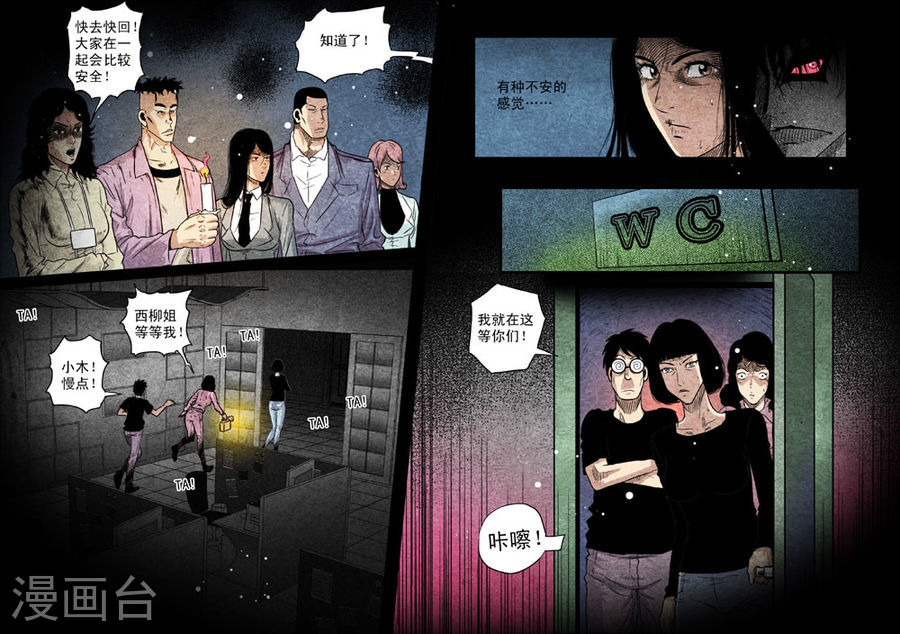 快去快回！
大家在一
起会比较
安全！
知道了！
TA!
西柳姐
等等我！
TA!
TA!
小木！
慢点！
TA!
TA!
TA!
有种不安的
感觉……
WC
我就在这
等你们！
咔嚓！
漫画台